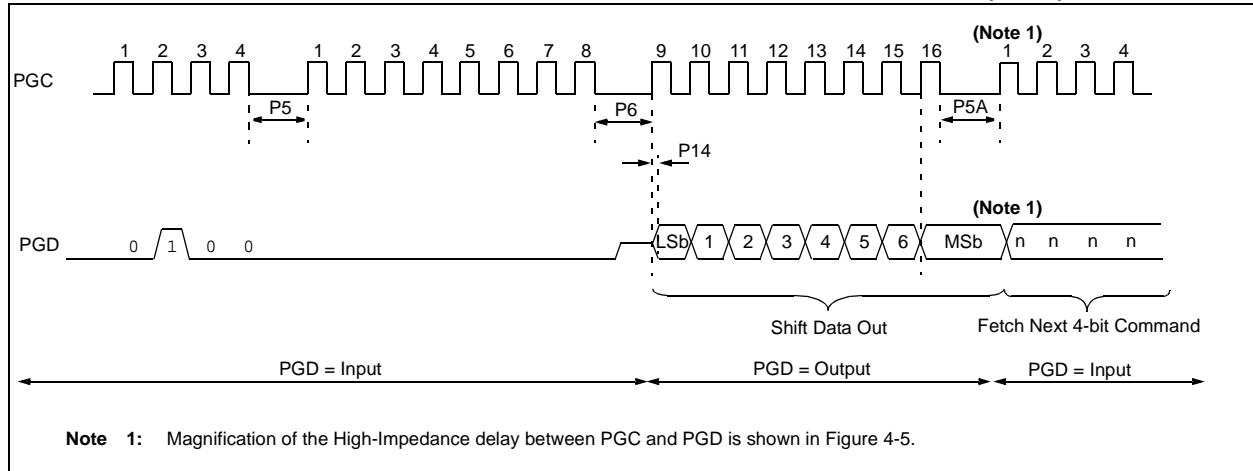 (Note 1)
1 2 3 4 1 2 3 4 5 6 7 8 9 10 11 12 13 14 15 16 1 2 3 4
PGC
P5 P6 P5A
P14
(Note 1)
PGD 0 1 0 0 LSb 1 2 3 4 5 6 MSb n n n n
Shift Data Out Fetch Next 4-bit Command
PGD = Input PGD = Output PGD = Input
Note 1: Magnification of the High-Impedance delay between PGC and PGD is shown in Figure 4-5.